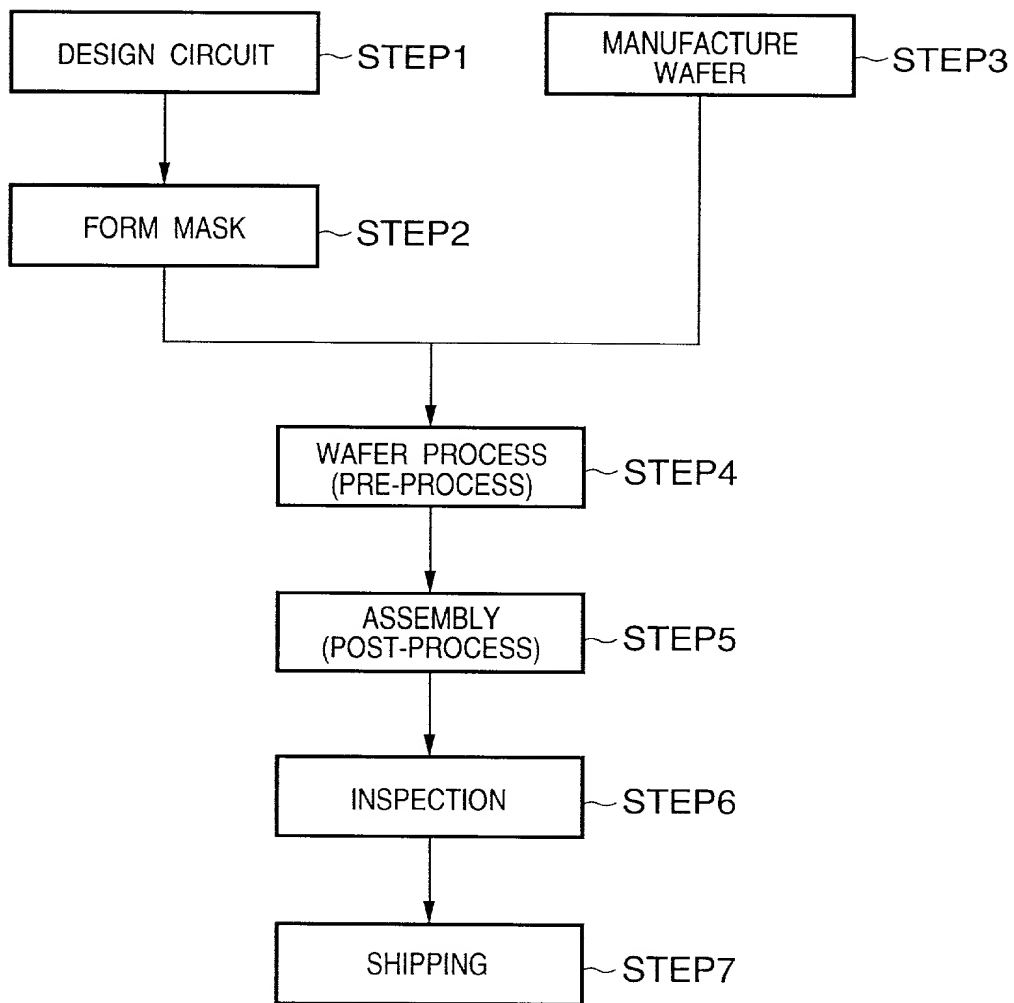 DESIGN CIRCUIT
STEP1
MANUFACTURE
WAFER
STEP3
FORM MASK
STEP2
WAFER PROCESS
(PRE-PROCESS)
STEP4
ASSEMBLY
(POST-PROCESS)
STEP5
INSPECTION
STEP6
SHIPPING
STEP7